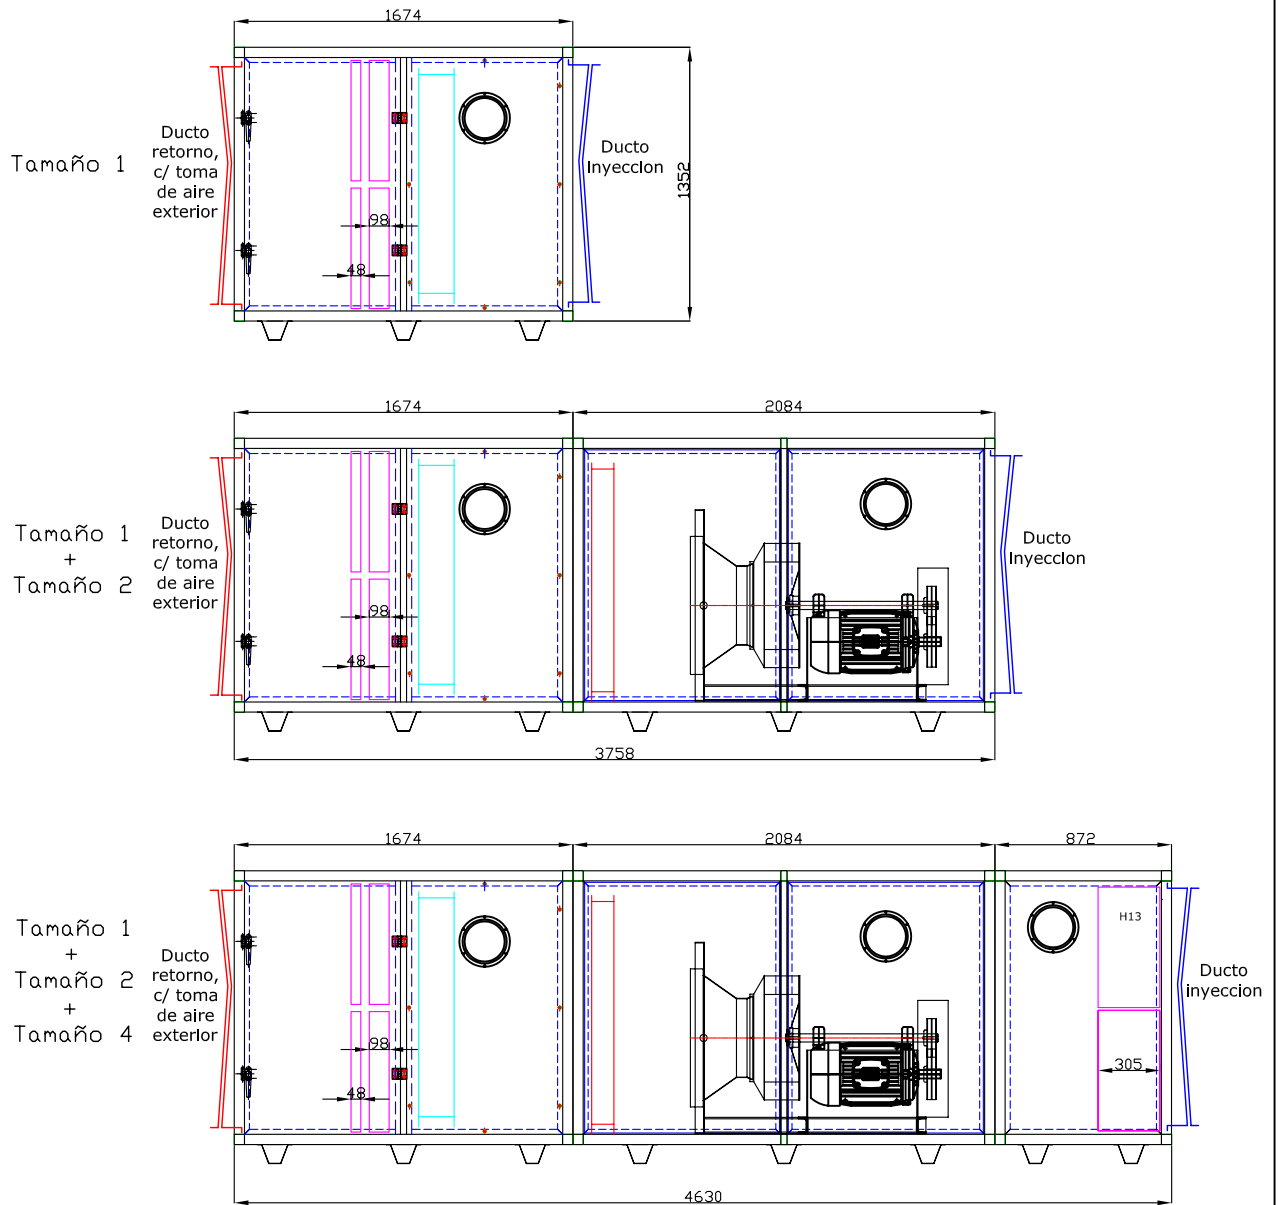 1674
Tamaño 1
Ducto
retorno,
c/ toma
de aire
exterior
98
48
Ducto
Inyeccion
1352
1674
2084
Tamaño 1
+
Tamaño 2
Ducto
retorno,
c/ toma
de aire
exterior
98
48
Ducto
Inyeccion
3758
1674
2084
872
Tamaño 1
+
Tamaño 2
+
Tamaño 4
Ducto
retorno,
c/ toma
de aire
exterior
98
48
H13
305
Ducto
inyeccion
4630